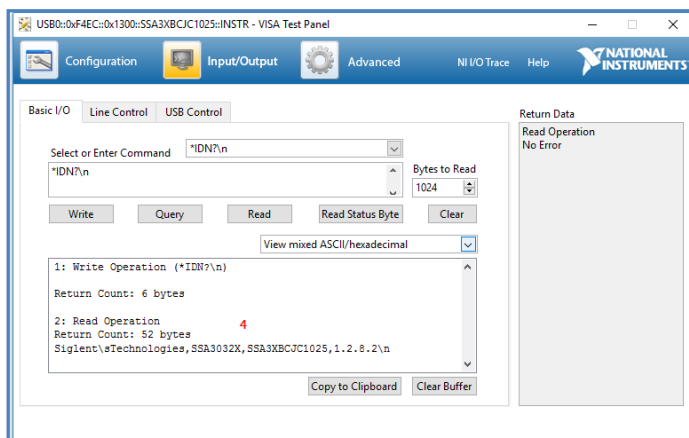 USB0::0xF4EC::0x1300::SSA3XBCJC1025::INSTR - VISA Test Panel
Configuration
Input/Output
Advanced
NI I/O Trace
Help
NATIONAL
INSTRUMENTS
Basic I/O
Line Control
USB Control
Return Data
Read Operation
No Error
Select or Enter Command
*IDN?\n
*IDN?\n
Bytes to Read
1024
Write
Query
Read
Read Status Byte
Clear
View mixed ASCII/hexadecimal
1: Write Operation (*IDN?\n)
Return Count: 6 bytes
2: Read Operation
4
Return Count: 52 bytes
Siglent\sTechnologies,SSA3032X,SSA3XBCJC1025,1.2.8.2\n
Copy to Clipboard
Clear Buffer